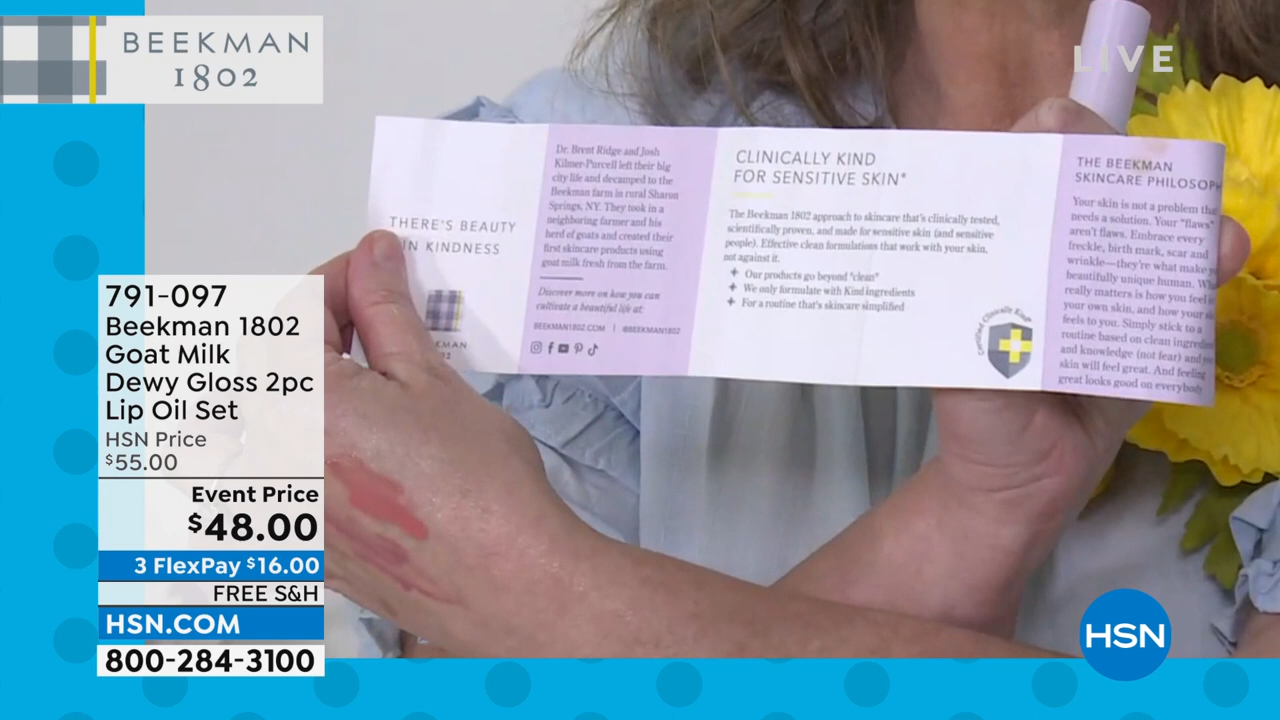 BEEKMAN
1802
LIVE
THERE'S BEAUTY
IN KINDNESS
Dr. Brent Ridge and Josh
Kilmer-Purcell left their big
city life and decamped to the
Beekman farm in rural Sharon
Springs, NY. They took in a
neighboring farmer and his
herd of goats and created their
first skincare products using
goat milk fresh from the farm.
Discover more on how you can
cultivate a beautiful life at
BEEKMAN1802.COM | @BEEKMAN1802
CLINICALLY KIND
FOR SENSITIVE SKIN*
The Beekman 1802 approach to skincare that's clinically tested,
scientifically proven, and made for sensitive skin (and sensitive
people). Effective clean formulations that work with your skin,
not against it.
+ Our products go beyond "clean"
+ We only formulate with Kind ingredients
+ For a routine that's skincare simplified
Certified Clinically Kind
THE BEEKMAN
SKINCARE PHILOSOPH
Your skin is not a problem that
needs a solution. Your "flaws"
aren't flaws. Embrace every
freckle, birth mark, scar and
wrinkle—they're what make
beautifully unique human.
really matters is how you feel
your own skin, and how your
feels to you. Simply stick to a
routine based on clean
and knowledge (not fear) and
skin will feel great. And feeling
great looks good on everybody
791-097
Beekman 1802
Goat Milk
Dewy Gloss 2pc
Lip Oil Set
HSN Price
$55.00
Event Price
$48.00
3 FlexPay $16.00
FREE S&H
HSN.COM
800-284-3100
HSN